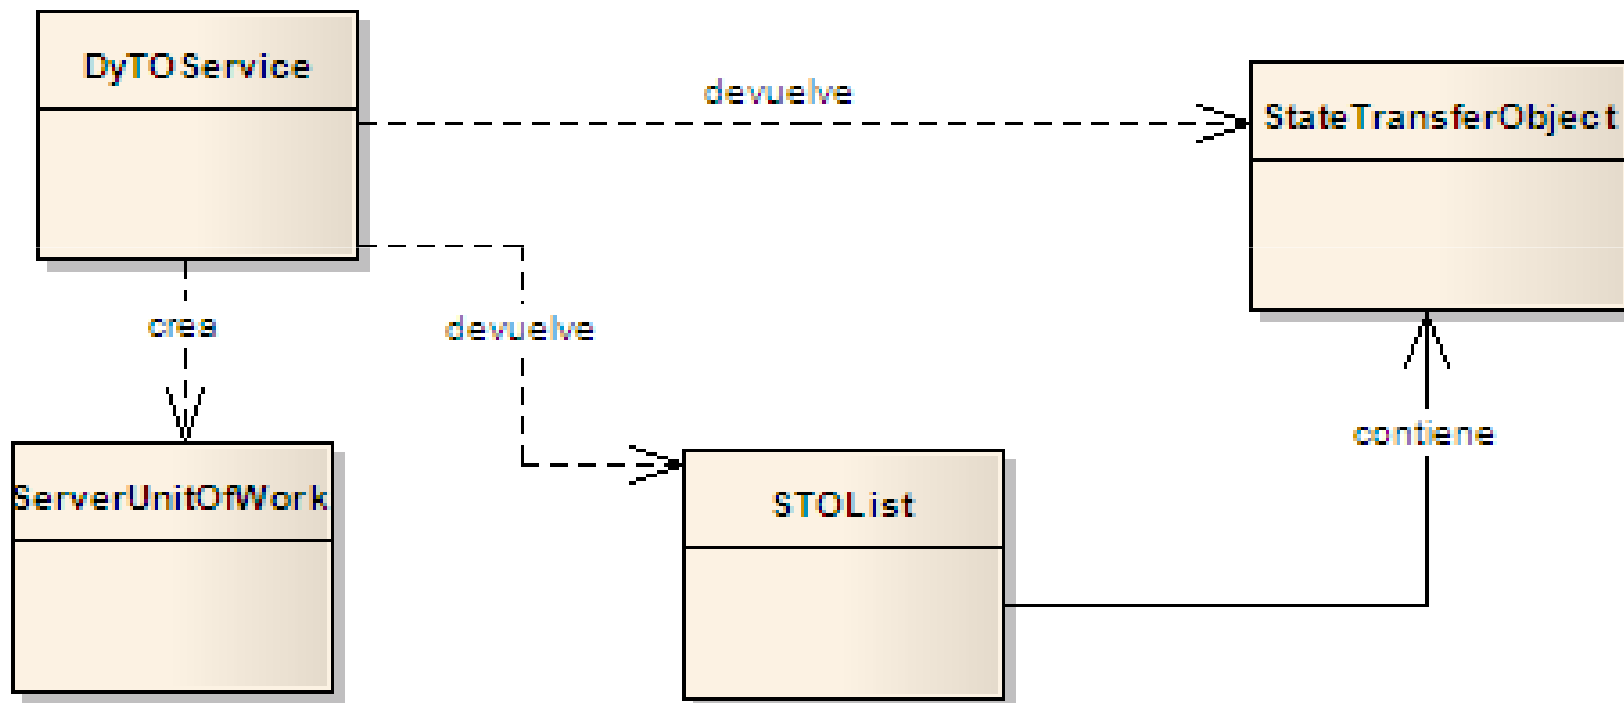 DyTOService
devuelve
StateTransferObject
crea
devuelve
contiene
ServerUnitOfWork
STOList